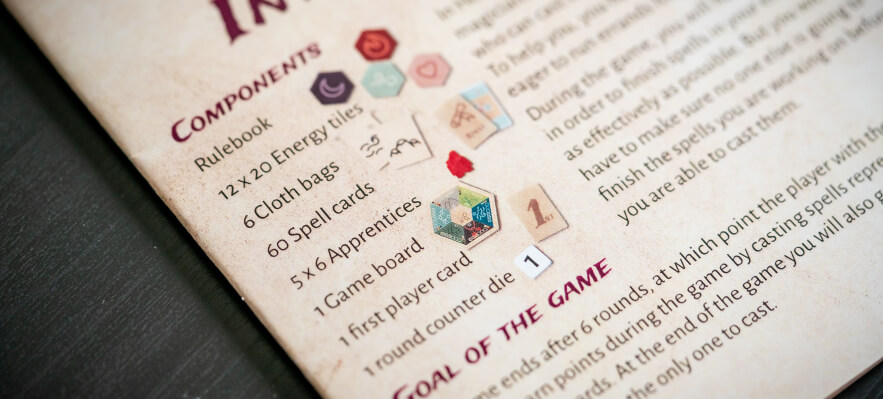 COMPONENTS
Rulebook
12 x 20 Energy tiles
6 Cloth bags
60 Spell cards
5 x 6 Apprentices
1 Game board
1 first player card
1 round counter die
1
1
GOAL OF THE GAME
ends after 6 rounds, at which point the player with the
points during the game by casting spells
At the end of the game you will also
the only one to cast.
who can cast
To help you, you
eager to run errands
During the game, you will
in order to finish spells in your
as effectively as possible. But you
have to make sure no one else is going to
finish the spells you are working on before
you are able to cast them.